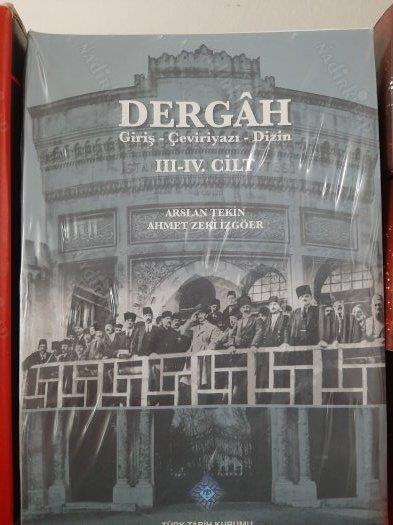 DERGÂH
Giriş - Çeviriyazı - Dizin
III-IV. CİLT
ARSLAN TEKİN
AHMET ZEKİ İZGÖER
TÜRK TARİH KURUMU